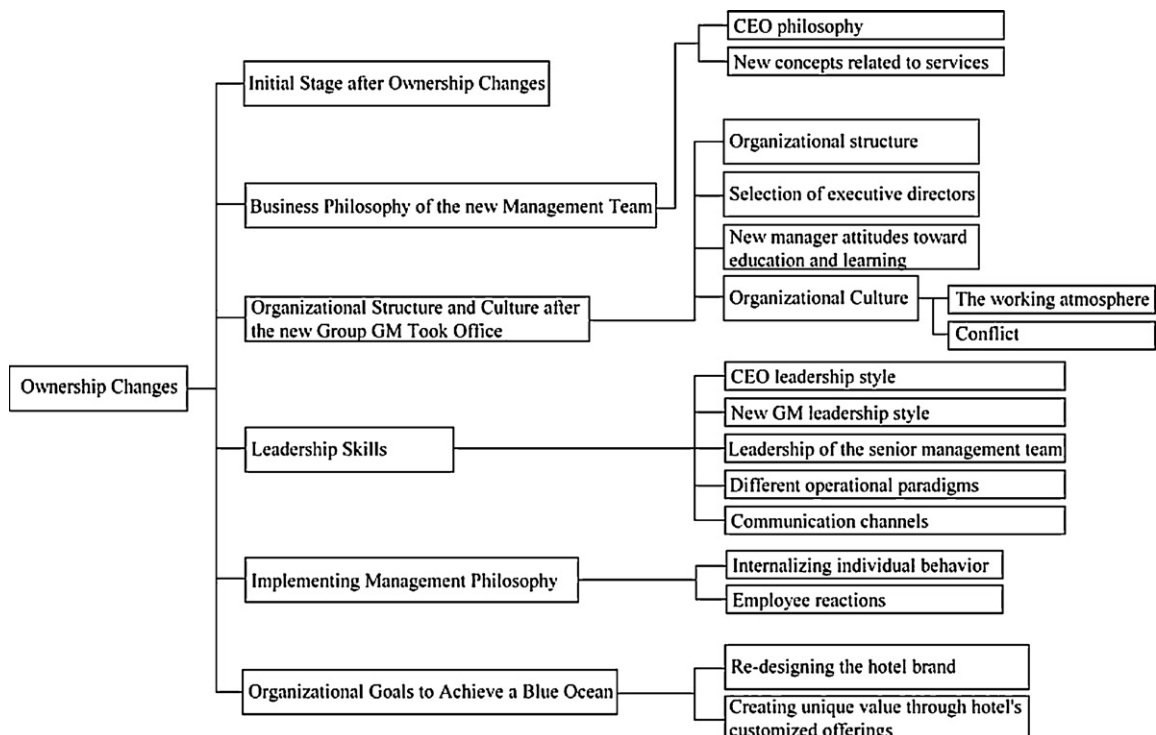 Ownership Changes
Initial Stage after Ownership Changes
Business Philosophy of the new Management Team
CEO philosophy
New concepts related to services
Organizational Structure and Culture after
the new Group GM Took Office
Organizational structure
Selection of executive directors
New manager attitudes toward
education and learning
Organizational Culture
The working atmosphere
Conflict
Leadership Skills
CEO leadership style
New GM leadership style
Leadership of the senior management team
Different operational paradigms
Communication channels
Implementing Management Philosophy
Internalizing individual behavior
Employee reactions
Organizational Goals to Achieve a Blue Ocean
Re-designing the hotel brand
Creating unique value through hotel's
customized offerings